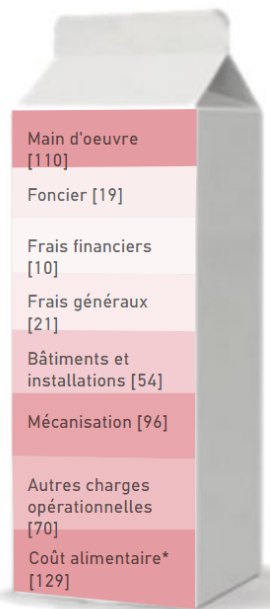 Main d'oeuvre
[110]
Foncier [19]
Frais financiers
[10]
Frais généraux
[21]
Bâtiments et
installations [54]
Mécanisation [96]
Autres charges
opérationnelles
[70]
Coût alimentaire*
[129]